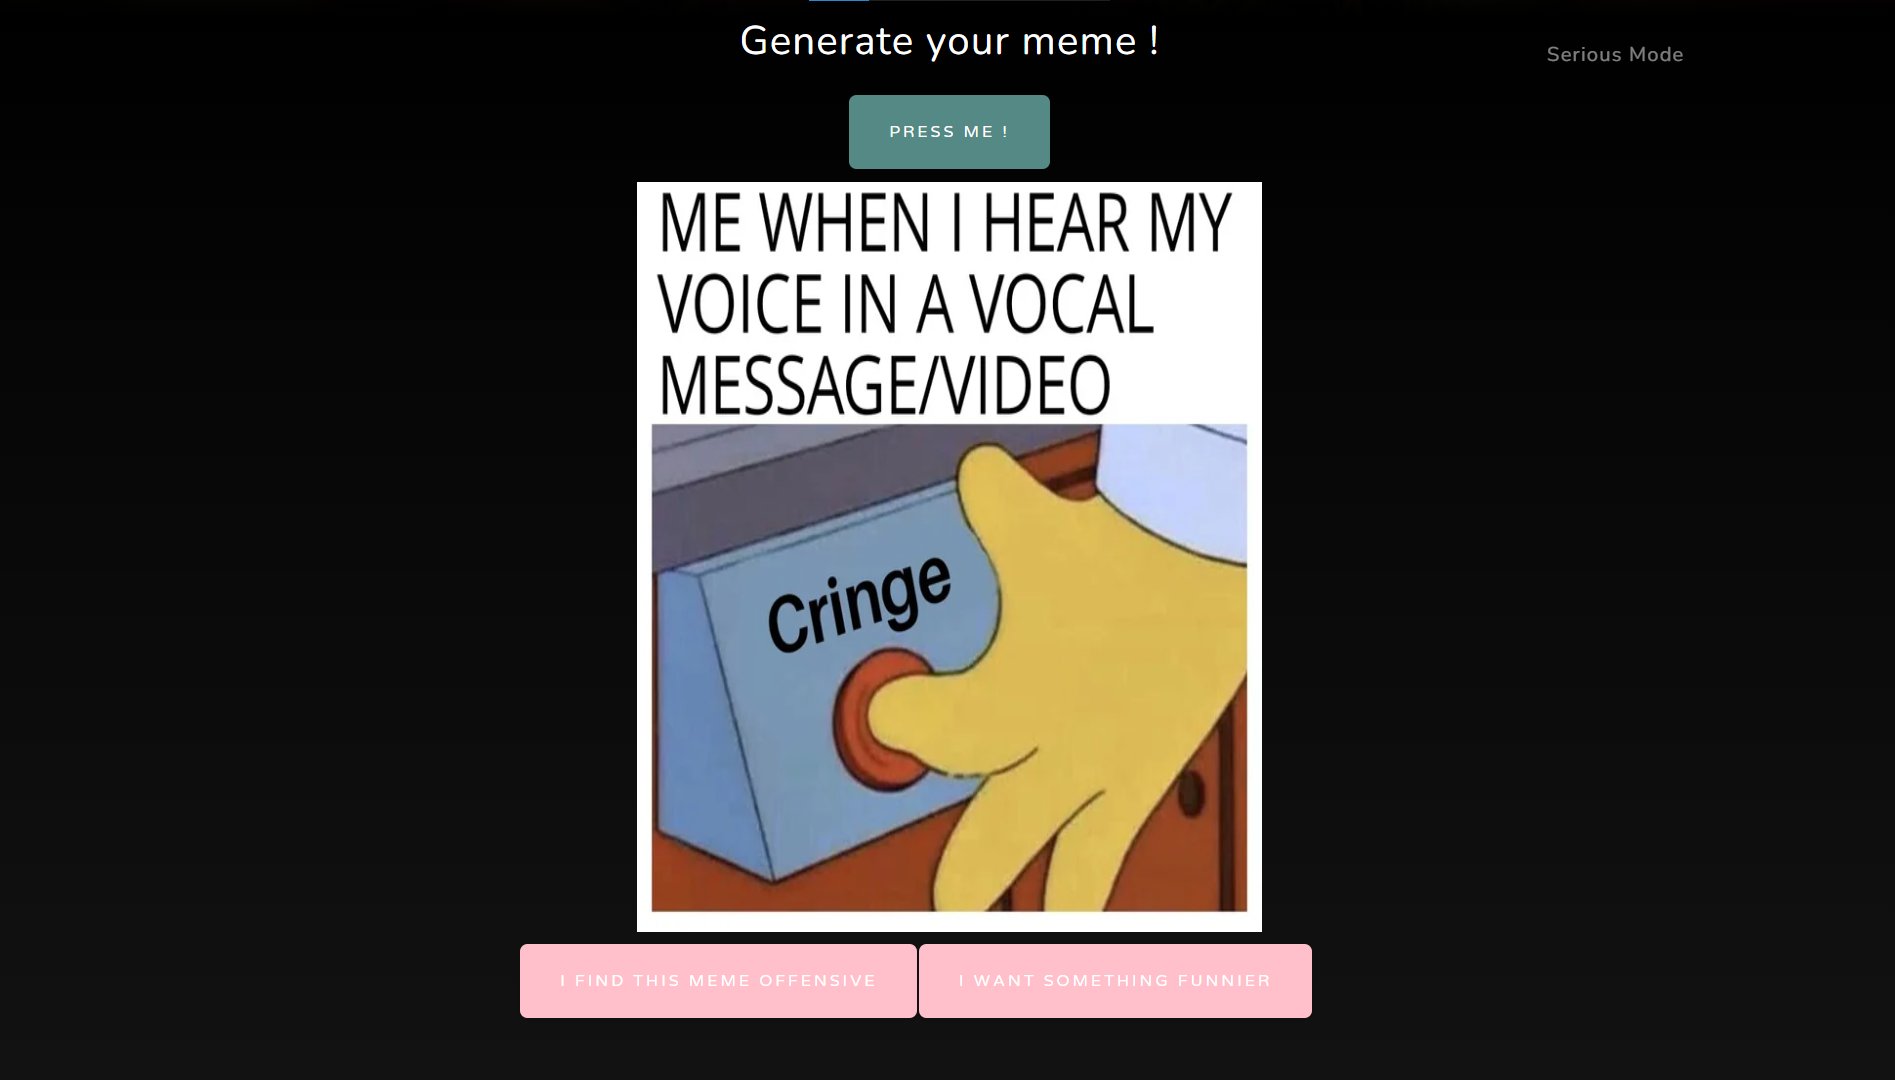 Generate your meme !
Serious Mode
PRESS ME !
ME WHEN I HEAR MY
VOICE IN A VOCAL
MESSAGE/VIDEO
Cringe
I FIND THIS MEME OFFENSIVE
I WANT SOMETHING FUNNIER